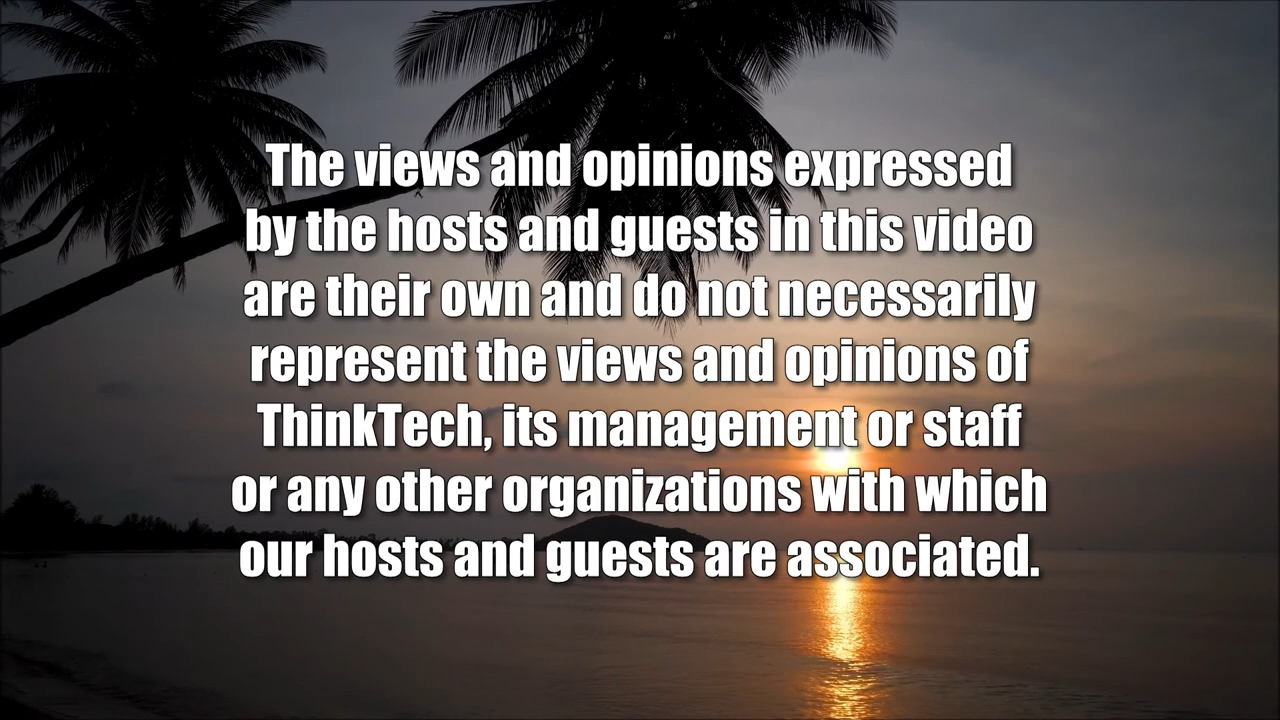 The views and opinions expressed
by the hosts and guests in this video
are their own and do not necessarily
represent the views and opinions of
ThinkTech, its management or staff
or any other organizations with which
our hosts and guests are associated.